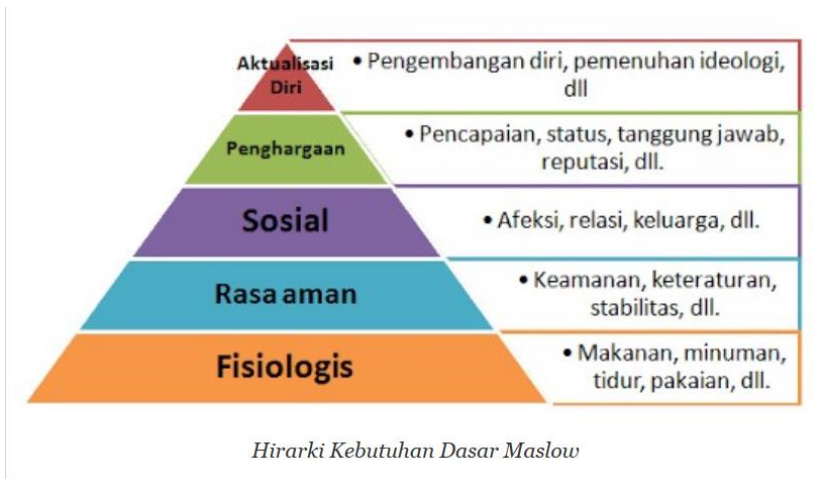 Aktualisasi
Diri
• Pengembangan diri, pemenuhan ideologi,
dll
Penghargaan
• Pencapaian, status, tanggung jawab,
reputasi, dll.
Sosial
• Afeksi, relasi, keluarga, dll.
Rasa aman
• Keamanan, keteraturan,
stabilitas, dll.
Fisiologis
• Makanan, minuman,
tidur, pakaian, dll.
Hirarki Kebutuhan Dasar Maslow